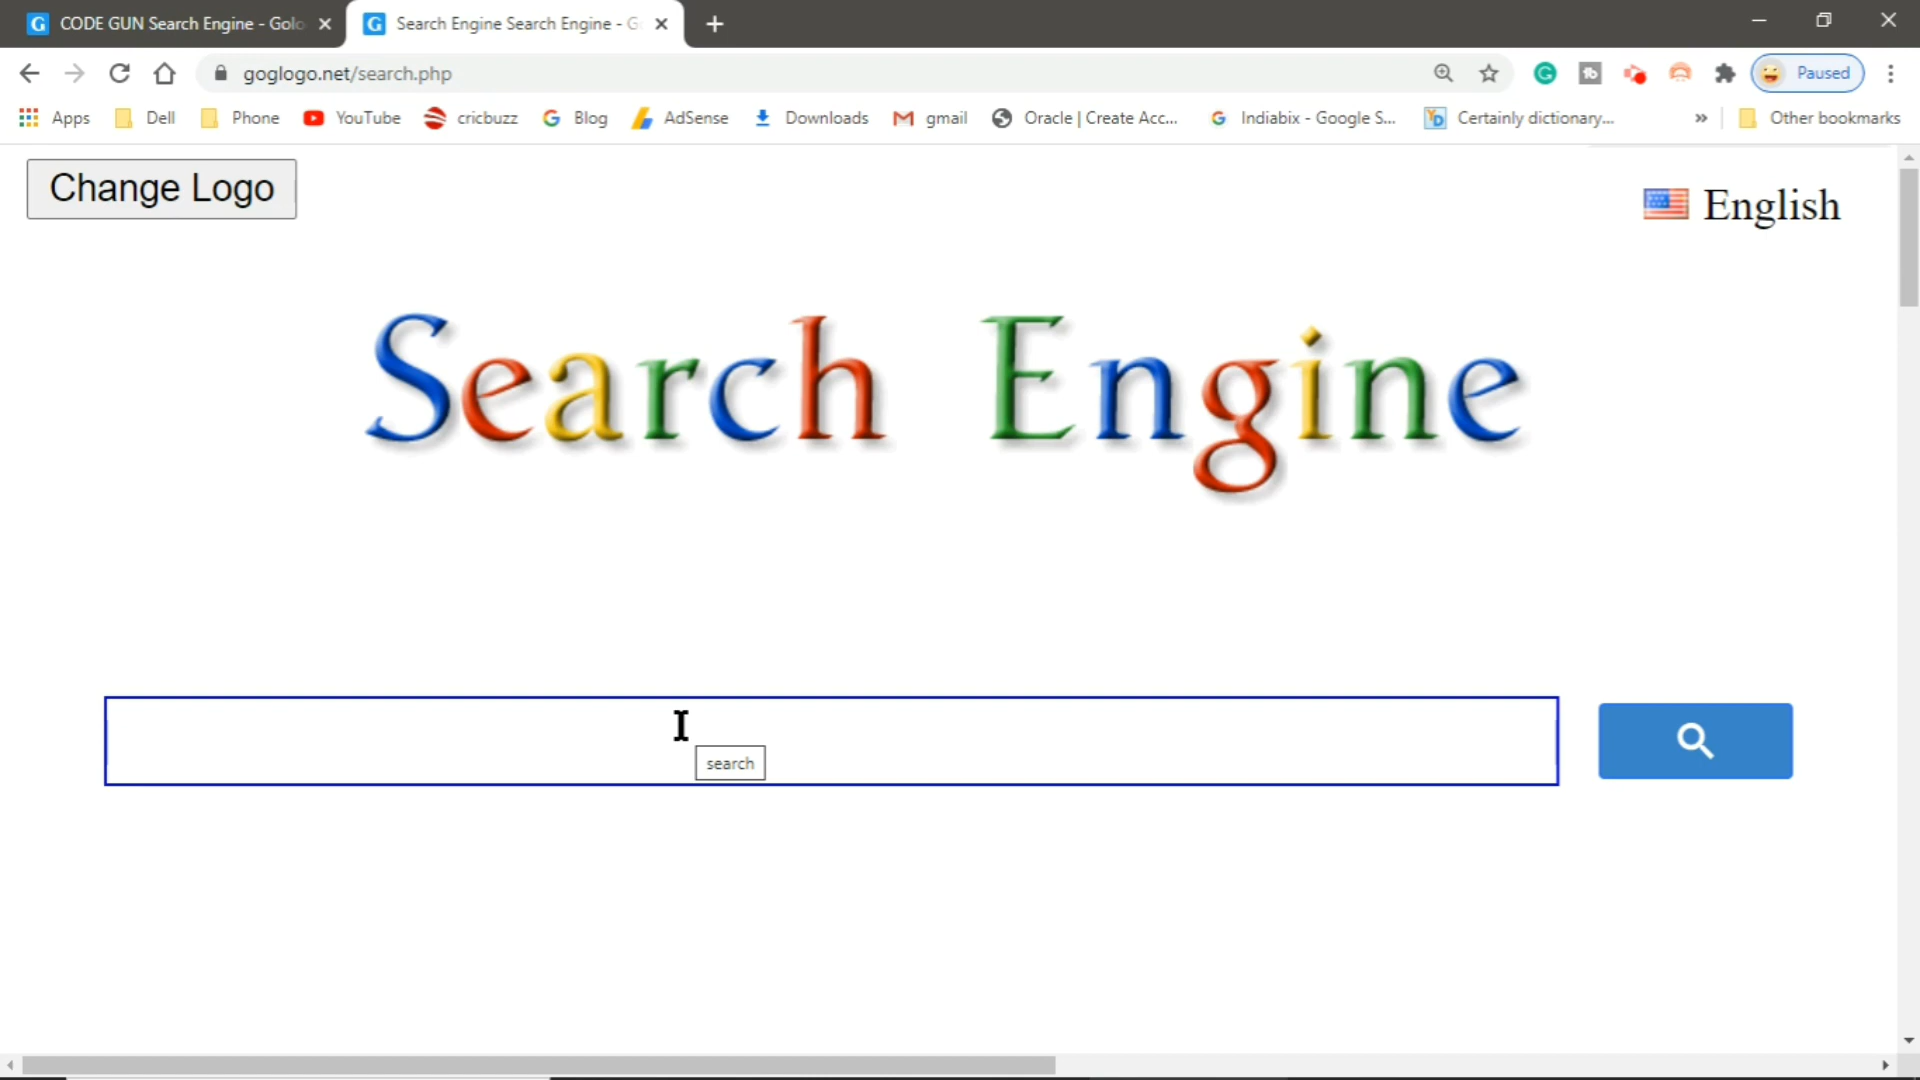 CODE GUN Search Engine - Golo
Search Engine Search Engine - G
goglogo.net/search.php
Paused
Apps Dell Phone YouTube cricbuzz Blog AdSense Downloads gmail Oracle | Create Acc... Indiabix - Google S... Certainly dictionary... » Other bookmarks
Change Logo
English
Search Engine
search